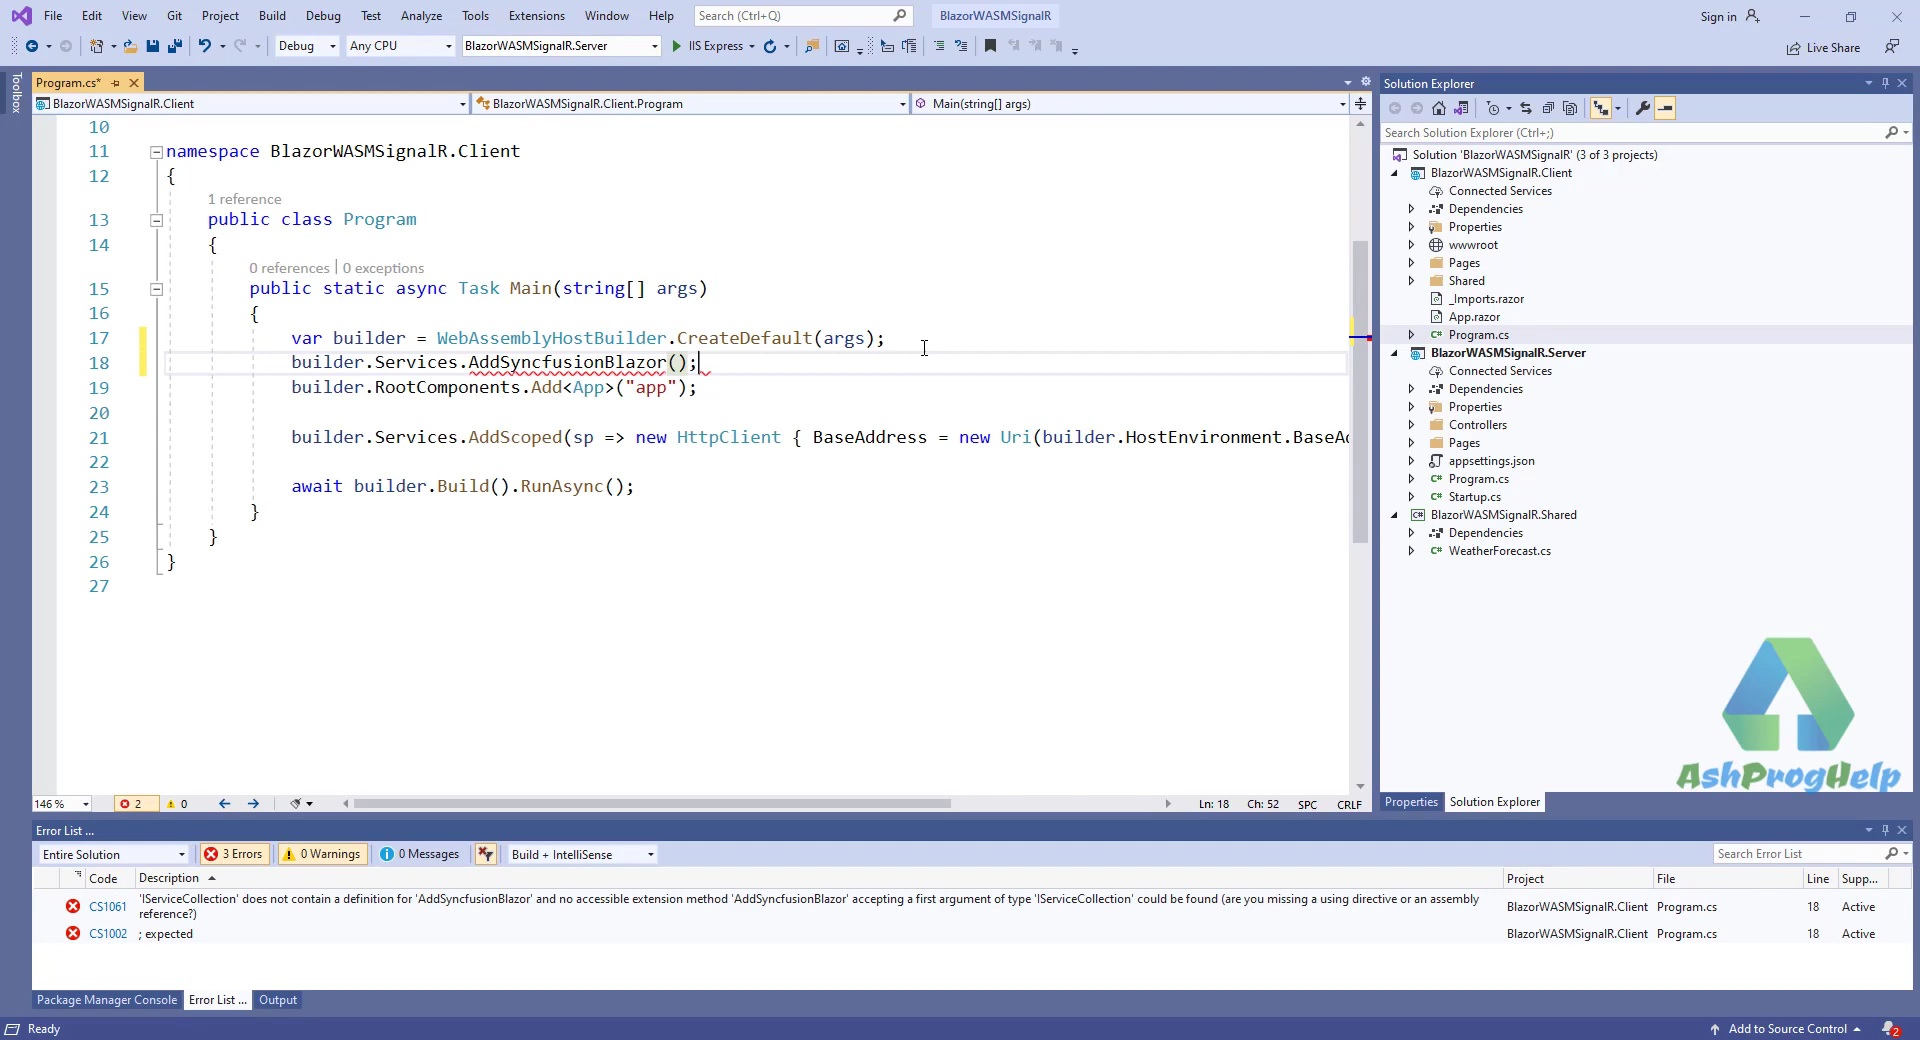 File Edit View Git Project Build Debug Test Analyze Tools Extensions Window Help Search (Ctrl+Q) BlazorWASMSignalR Sign in
Debug Any CPU BlazorWASMSignalR.Server IIS Express Live Share
Toolbox
Program.cs*
BlazorWASMSignalR.Client BlazorWASMSignalR.Client.Program Main(string[] args)
10
11 namespace BlazorWASMSignalR.Client
12 {
1 reference
13 public class Program
14 {
0 references | 0 exceptions
15 public static async Task Main(string[] args)
16 {
17 var builder = WebAssemblyHostBuilder.CreateDefault(args);
18 builder.Services.AddSyncfusionBlazor();
19 builder.RootComponents.Add<App>("app");
20
21 builder.Services.AddScoped(sp => new HttpClient { BaseAddress = new Uri(builder.HostEnvironment.BaseAd
22
23 await builder.Build().RunAsync();
24 }
25 }
26 }
27
146 % 2 0 Ln: 18 Ch: 52 SPC CRLF
Solution Explorer
Search Solution Explorer (Ctrl+;)
Solution 'BlazorWASMSignalR' (3 of 3 projects)
BlazorWASMSignalR.Client
Connected Services
Dependencies
Properties
wwwroot
Pages
Shared
_Imports.razor
App.razor
C# Program.cs
BlazorWASMSignalR.Server
Connected Services
Dependencies
Properties
Controllers
Pages
appsettings.json
C# Program.cs
C# Startup.cs
C# BlazorWASMSignalR.Shared
Dependencies
C# WeatherForecast.cs
AshProgHelp
Properties Solution Explorer
Error List ...
Entire Solution 3 Errors 0 Warnings 0 Messages Build + IntelliSense Search Error List
Code Description Project File Line Supp...
CS1061 'IServiceCollection' does not contain a definition for 'AddSyncfusionBlazor' and no accessible extension method 'AddSyncfusionBlazor' accepting a first argument of type 'IServiceCollection' could be found (are you missing a using directive or an assembly
reference?) BlazorWASMSignalR.Client Program.cs 18 Active
CS1002 ; expected BlazorWASMSignalR.Client Program.cs 18 Active
Package Manager Console Error List ... Output
Ready Add to Source Control 2